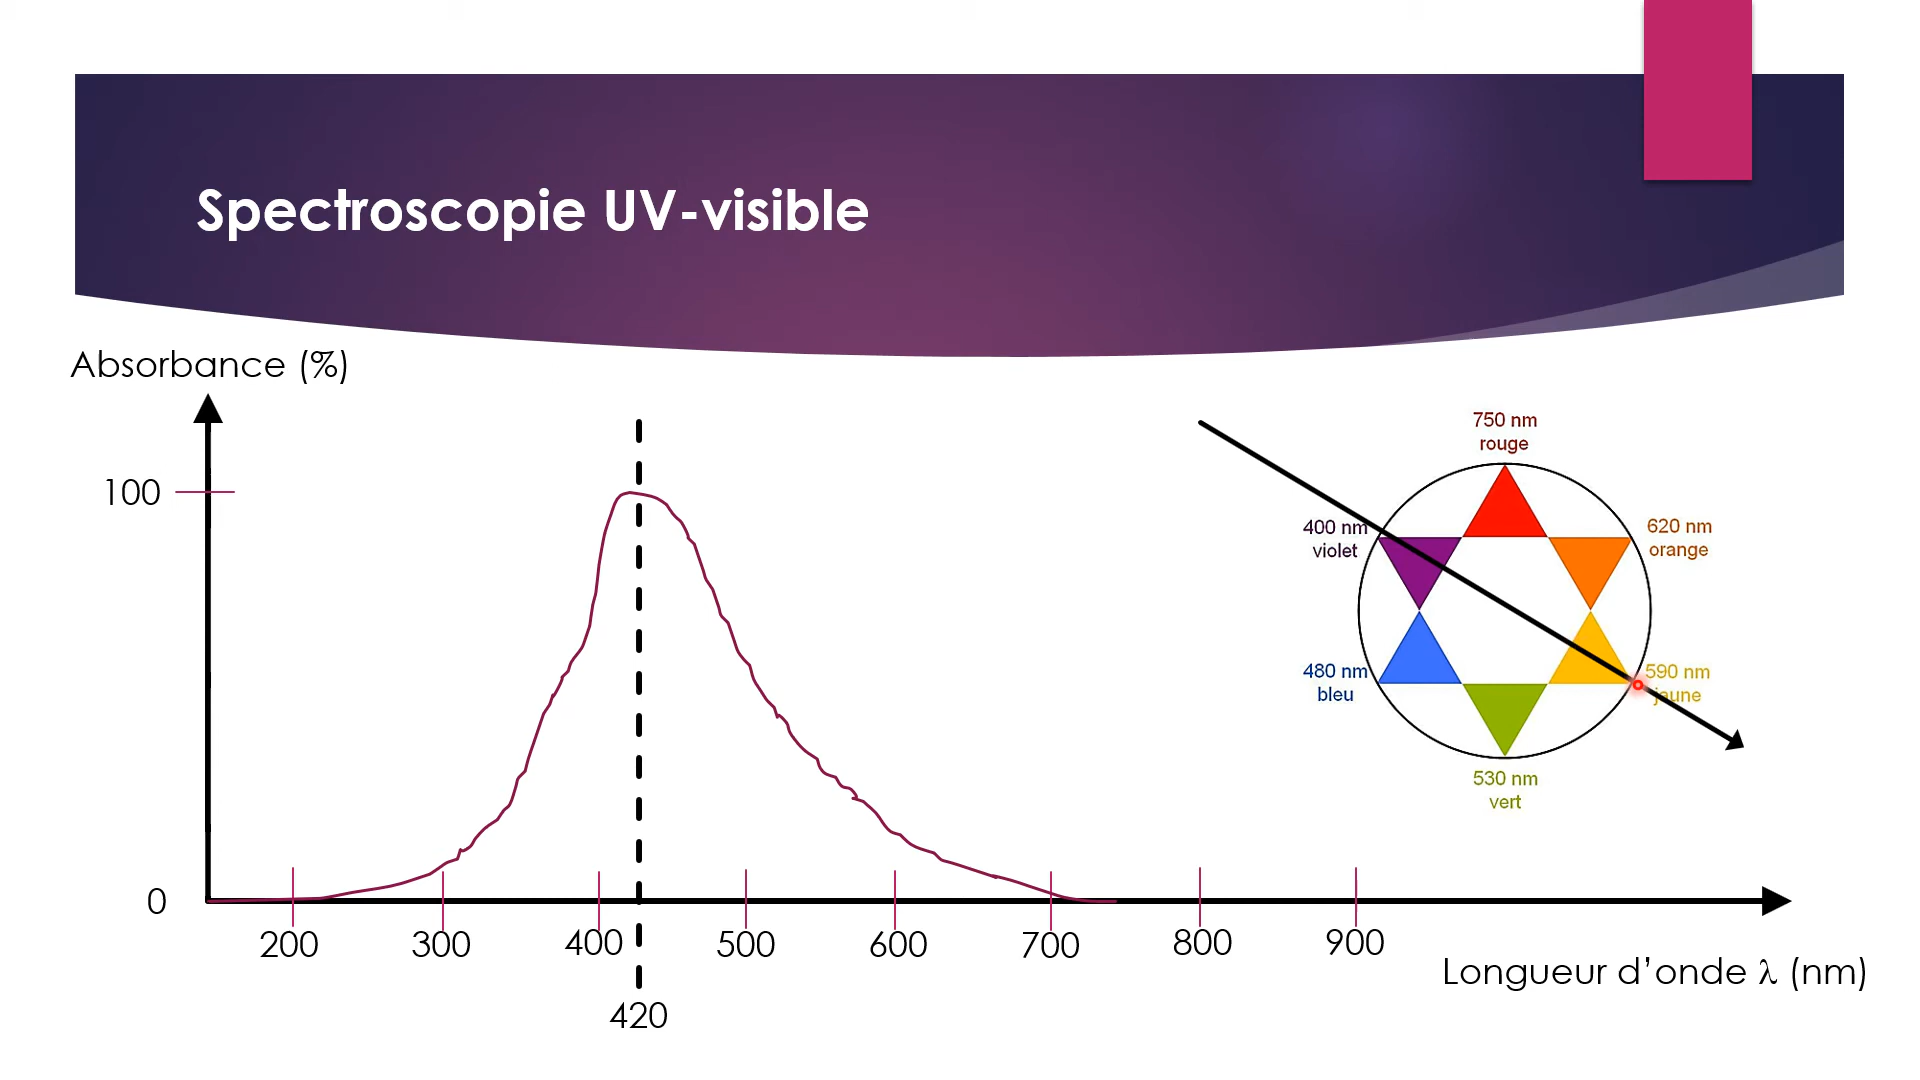 Spectroscopie UV-visible
Absorbance (%)
100
0
200
300
400
500
600
700
800
900
420
Longueur d’onde λ (nm)
750 nm
rouge
400 nm
violet
620 nm
orange
480 nm
bleu
590 nm
jaune
530 nm
vert